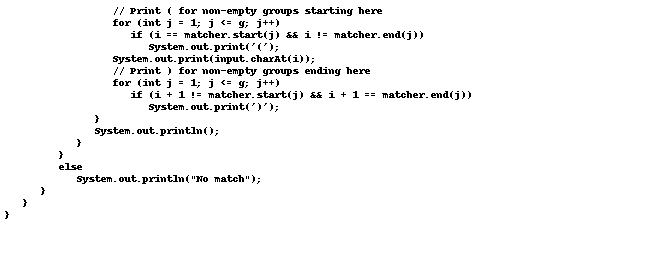 // Print ( for non-empty groups starting here
for (int j = 1; j <= g; j++)
if (i == matcher.start(j) && i != matcher.end(j))
System.out.print('(');
System.out.print(input.charAt(i));
// Print ) for non-empty groups ending here
for (int j = 1; j <= g; j++)
if (i + 1 != matcher.start(j) && i + 1 == matcher.end(j))
System.out.print(')');
}
System.out.println();
}
}
else
System.out.println("No match");
}
}
}